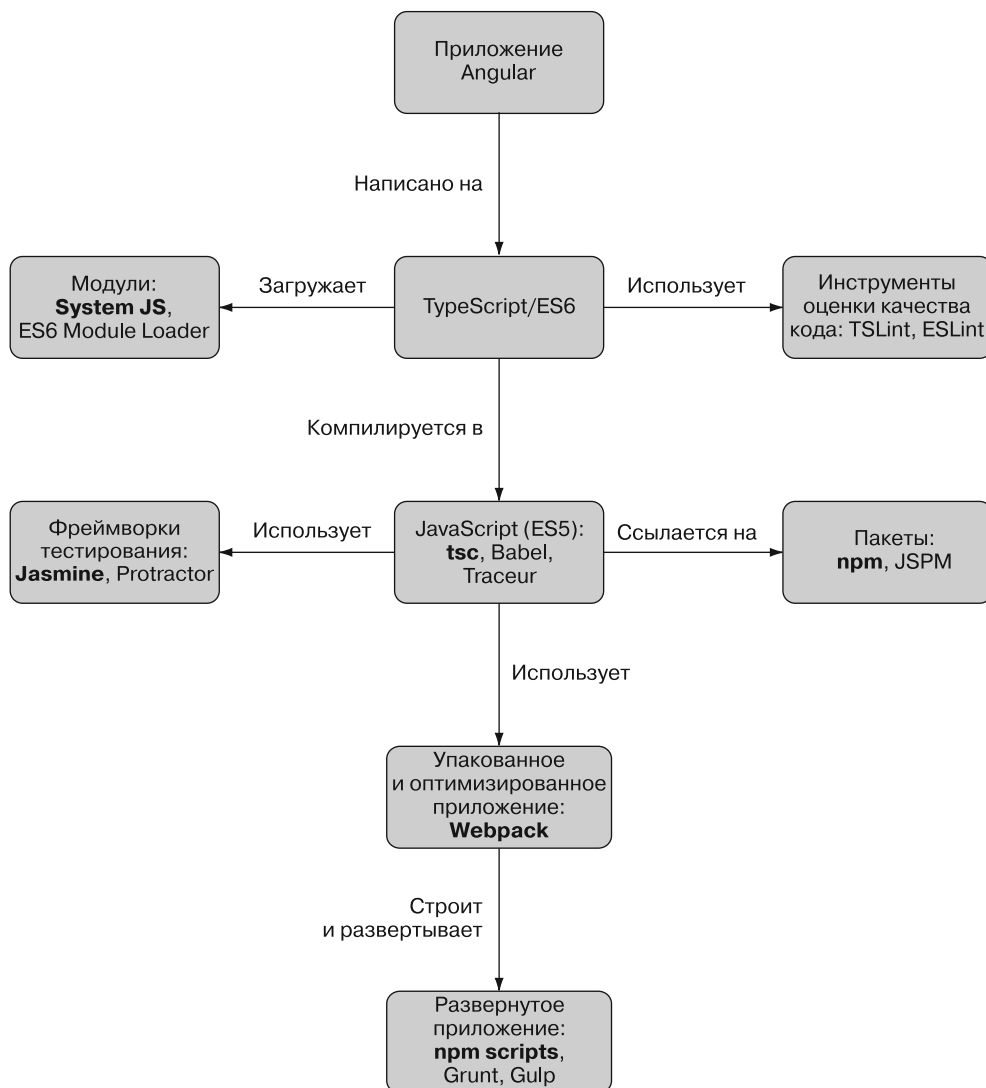 Приложение
Angular
Написано на
Модули:
System JS,
ES6 Module Loader
Загружает
TypeScript/ES6
Использует
Инструменты
оценки качества
кода: TSLint, ESLint
Компилируется в
Фреймворки
тестирования:
Jasmine, Protractor
Использует
JavaScript (ES5):
tsc, Babel,
Traceur
Ссылается на
Пакеты:
npm, JSPM
Использует
Упакованное
и оптимизированное
приложение:
Webpack
Строит
и развертывает
Развернутое
приложение:
npm scripts,
Grunt, Gulp